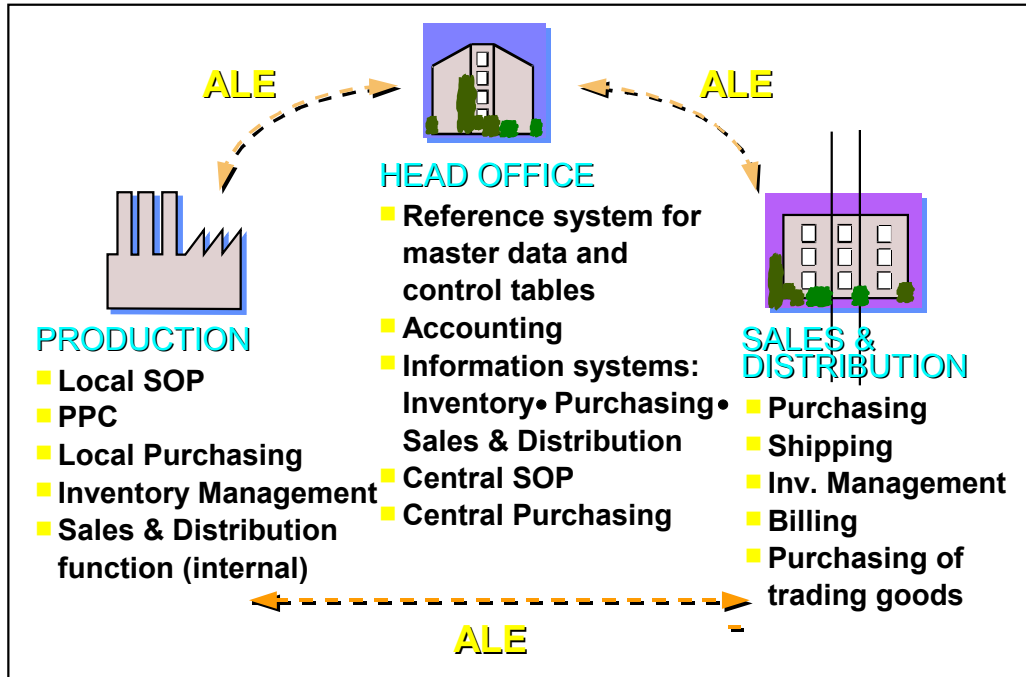 ALE
ALE
HEAD OFFICE
Reference system for
master data and
control tables
Accounting
Information systems:
Inventory• Purchasing•
Sales & Distribution
Central SOP
Central Purchasing
PRODUCTION
Local SOP
PPC
Local Purchasing
Inventory Management
Sales & Distribution
function (internal)
SALES &
DISTRIBUTION
Purchasing
Shipping
Inv. Management
Billing
Purchasing of
trading goods
ALE